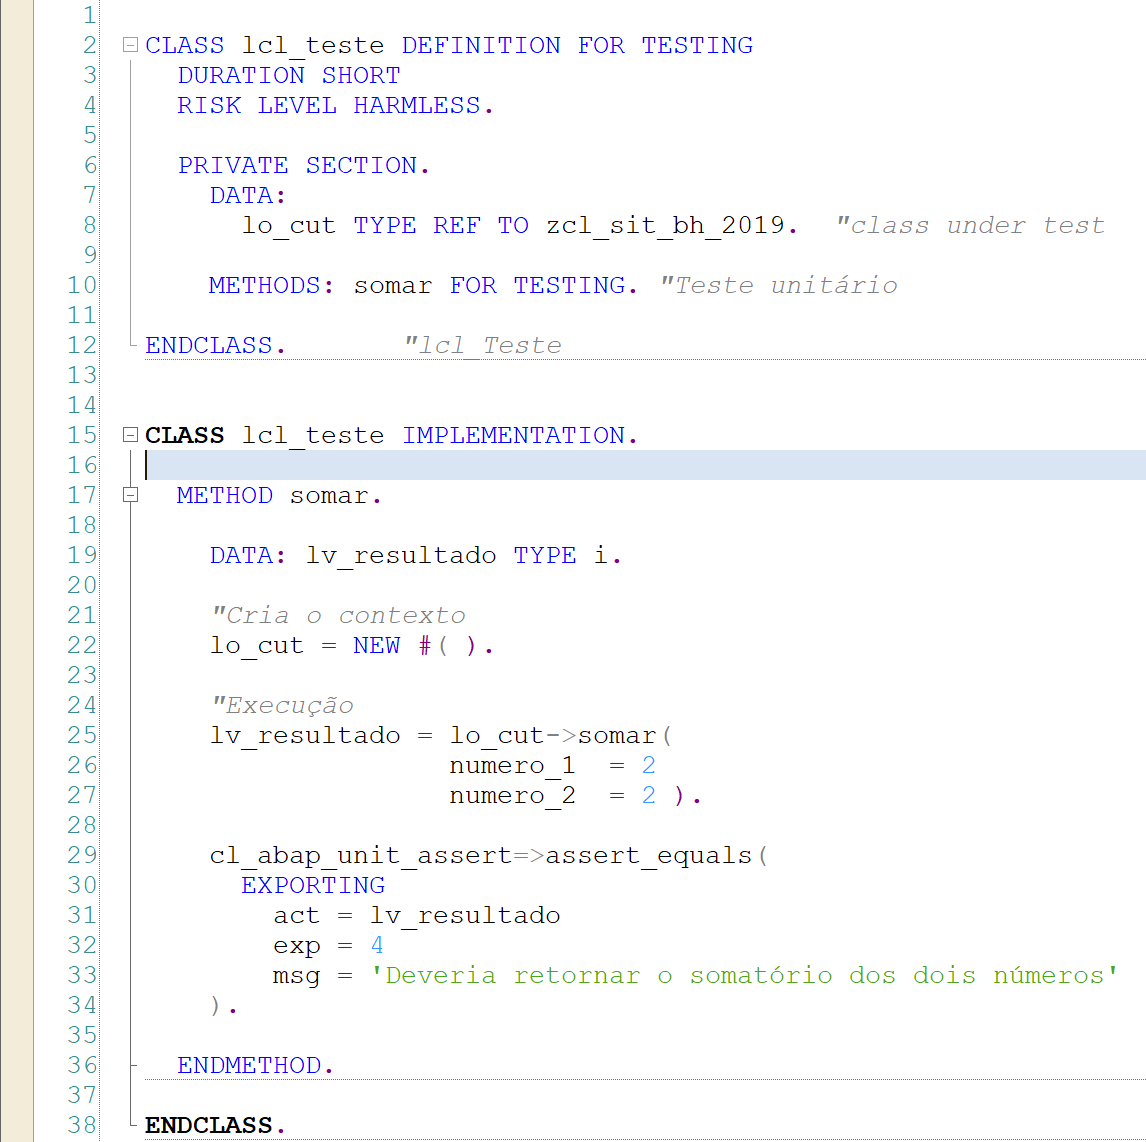 1
2 CLASS lcl_teste DEFINITION FOR TESTING
3 DURATION SHORT
4 RISK LEVEL HARMLESS.
5
6 PRIVATE SECTION.
7 DATA:
8 lo_cut TYPE REF TO zcl_sit_bh_2019. "class under test
9
10 METHODS: somar FOR TESTING. "Teste unitário
11
12 ENDCLASS. "lcl_Teste
13
14
15 CLASS lcl_teste IMPLEMENTATION.
16
17 METHOD somar.
18
19 DATA: lv_resultado TYPE i.
20
21 "Cria o contexto
22 lo_cut = NEW #( ).
23
24 "Execução
25 lv_resultado = lo_cut->somar(
26 numero_1 = 2
27 numero_2 = 2 ).
28
29 cl_abap_unit_assert=>assert_equals(
30 EXPORTING
31 act = lv_resultado
32 exp = 4
33 msg = 'Deveria retornar o somatório dos dois números'
34 ).
35
36 ENDMETHOD.
37
38 ENDCLASS.